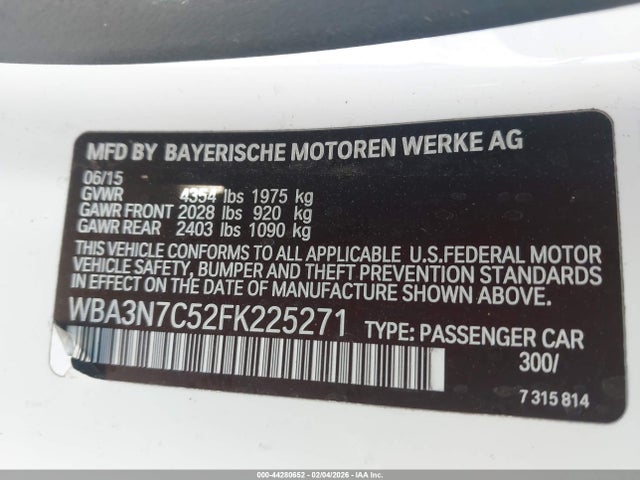 MFD BY BAYERISCHE MOTOREN WERKE AG
06/15
GVWR 4354 lbs 1975 kg
GAWR FRONT 2028 lbs 920 kg
GAWR REAR 2403 lbs 1090 kg
THIS VEHICLE CONFORMS TO ALL APPLICABLE U.S.FEDERAL MOTOR
VEHICLE SAFETY, BUMPER AND THEFT PREVENTION STANDARDS
IN EFFECT ON THE DATE OF MANUFACTURE SHOWN ABOVE.
WBA3N7C52FK225271 TYPE: PASSENGER CAR
300/
7 315 814
000-44280652 - 02/04/2026 - IAAI, Inc.